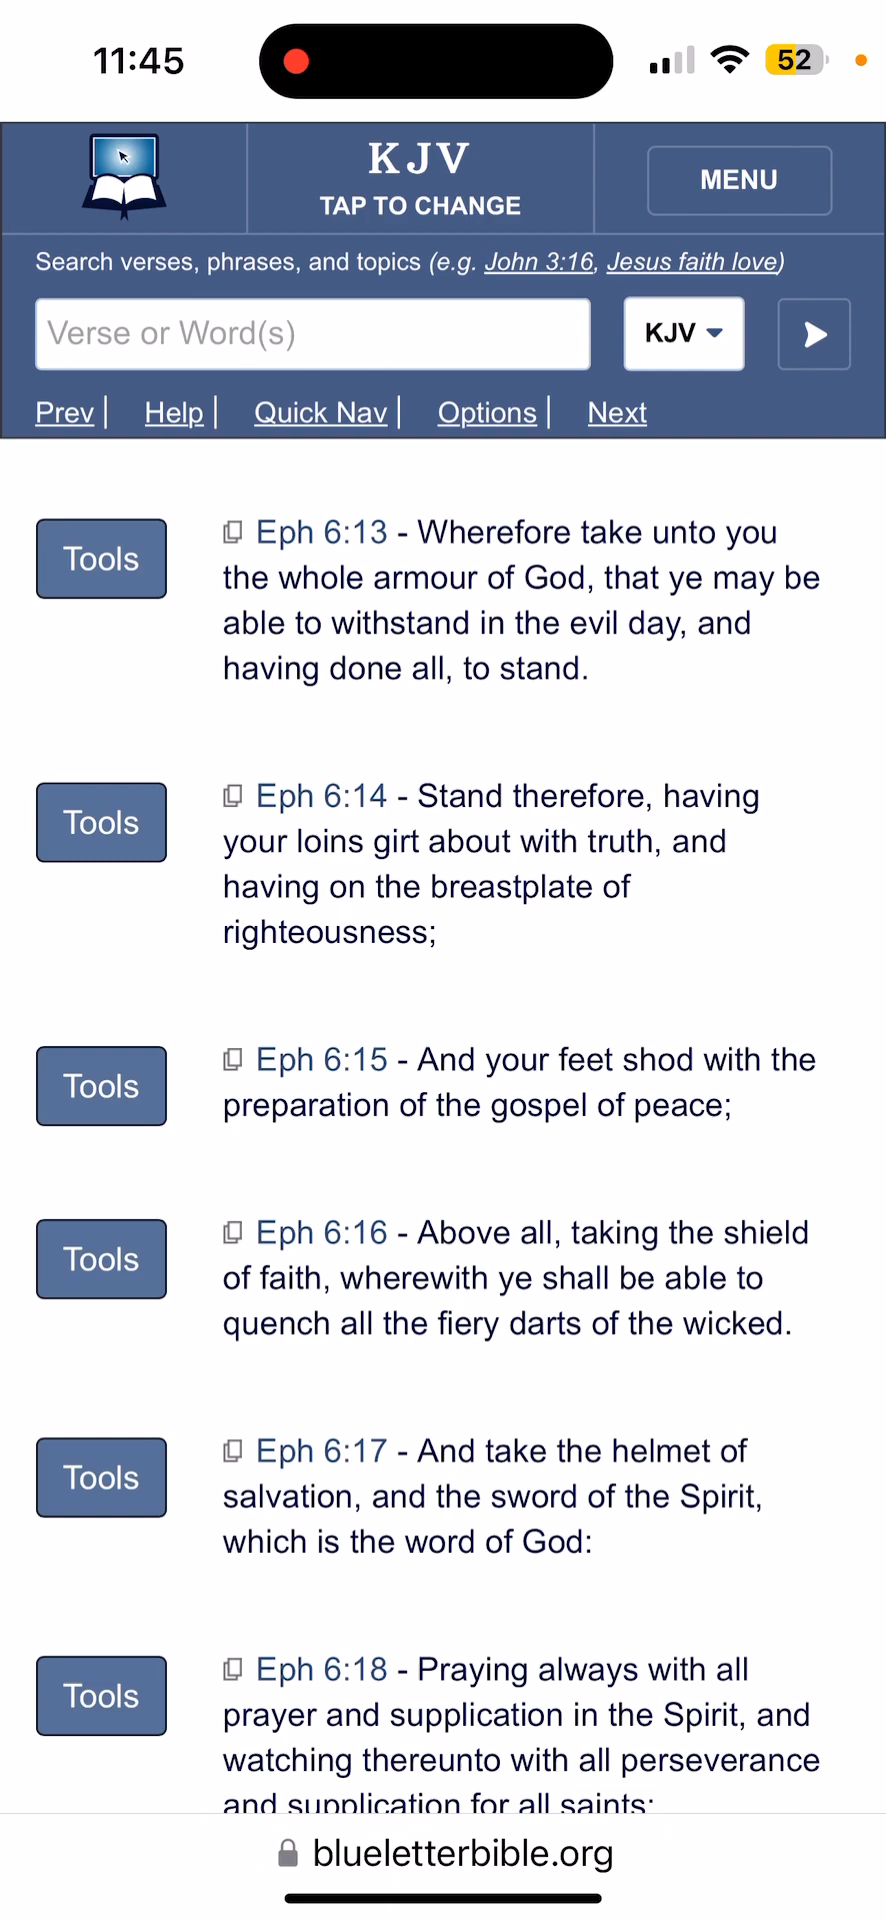 11:45
52
KJV
TAP TO CHANGE
MENU
Search verses, phrases, and topics (e.g. John 3:16, Jesus faith love)
Verse or Word(s)
KJV
Prev | Help | Quick Nav | Options | Next
Tools
Eph 6:13 - Wherefore take unto you
the whole armour of God, that ye may be
able to withstand in the evil day, and
having done all, to stand.
Tools
Eph 6:14 - Stand therefore, having
your loins girt about with truth, and
having on the breastplate of
righteousness;
Tools
Eph 6:15 - And your feet shod with the
preparation of the gospel of peace;
Tools
Eph 6:16 - Above all, taking the shield
of faith, wherewith ye shall be able to
quench all the fiery darts of the wicked.
Tools
Eph 6:17 - And take the helmet of
salvation, and the sword of the Spirit,
which is the word of God:
Tools
Eph 6:18 - Praying always with all
prayer and supplication in the Spirit, and
watching thereunto with all perseverance
and supplication for all saints;
blueletterbible.org